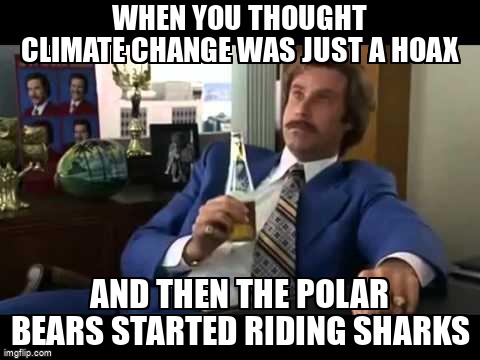 WHEN YOU THOUGHT
CLIMATE CHANGE WAS JUST A HOAX
AND THEN THE POLAR
BEARS STARTED RIDING SHARKS
imgflip.com